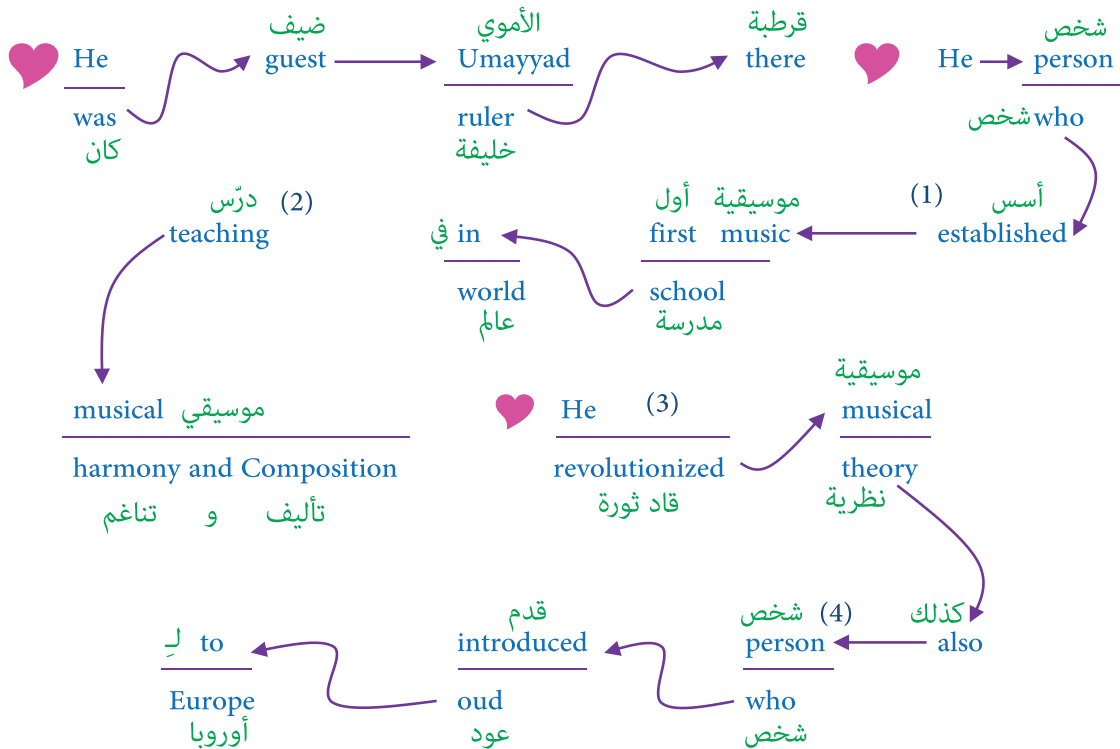 ضيف الأموي قرطبة شخص
He guest Umayyad there He person
was ruler شخص who
كان خليفة
درّس (2) أول موسيقية (1) أسس
teaching في in first music established
world school
عالم مدرسة
موسيقية
musical موسيقي He (3) musical
harmony and Composition revolutionized theory
تناغم و تأليف قاد ثورة نظرية
قدم شخص (4) كذلك
لـِ to introduced person also
Europe oud who
أوروبا عود شخص